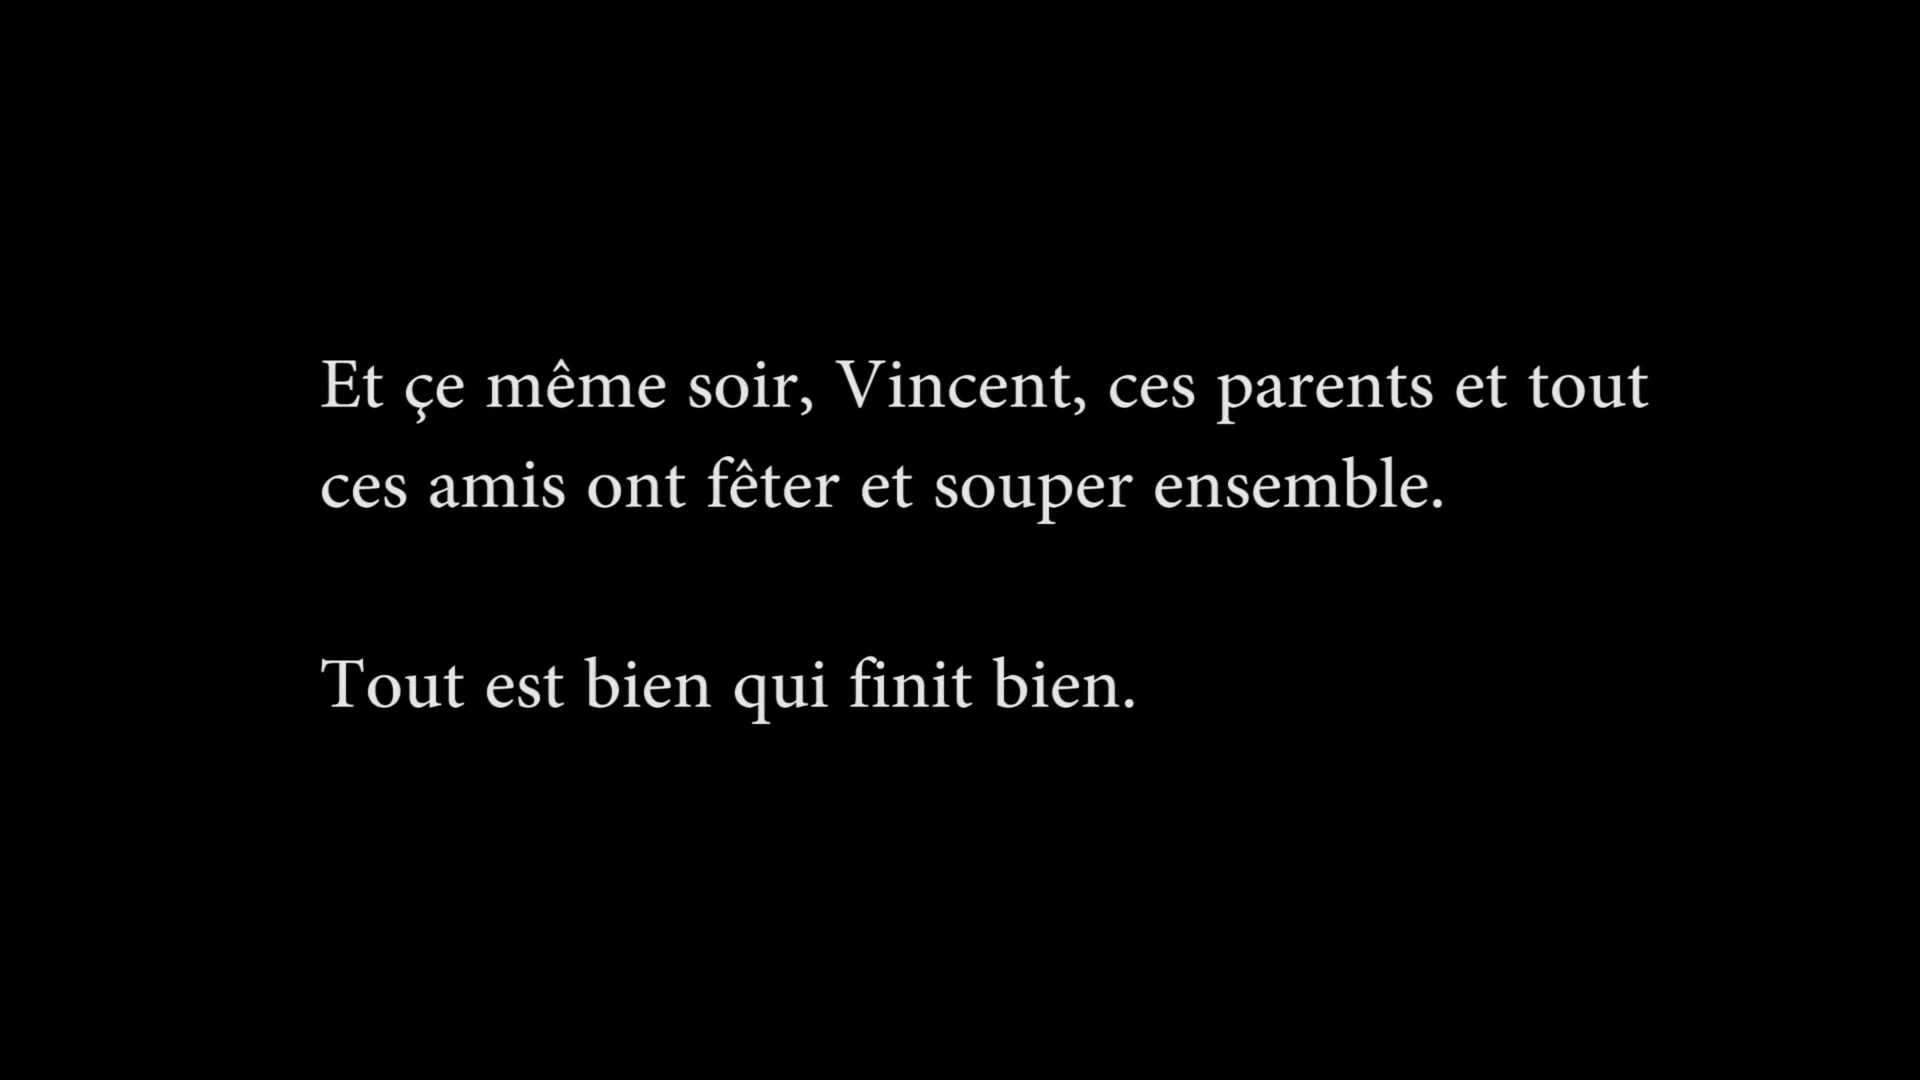 Et çe même soir, Vincent, ces parents et tout
ces amis ont fêter et souper ensemble.
Tout est bien qui finit bien.